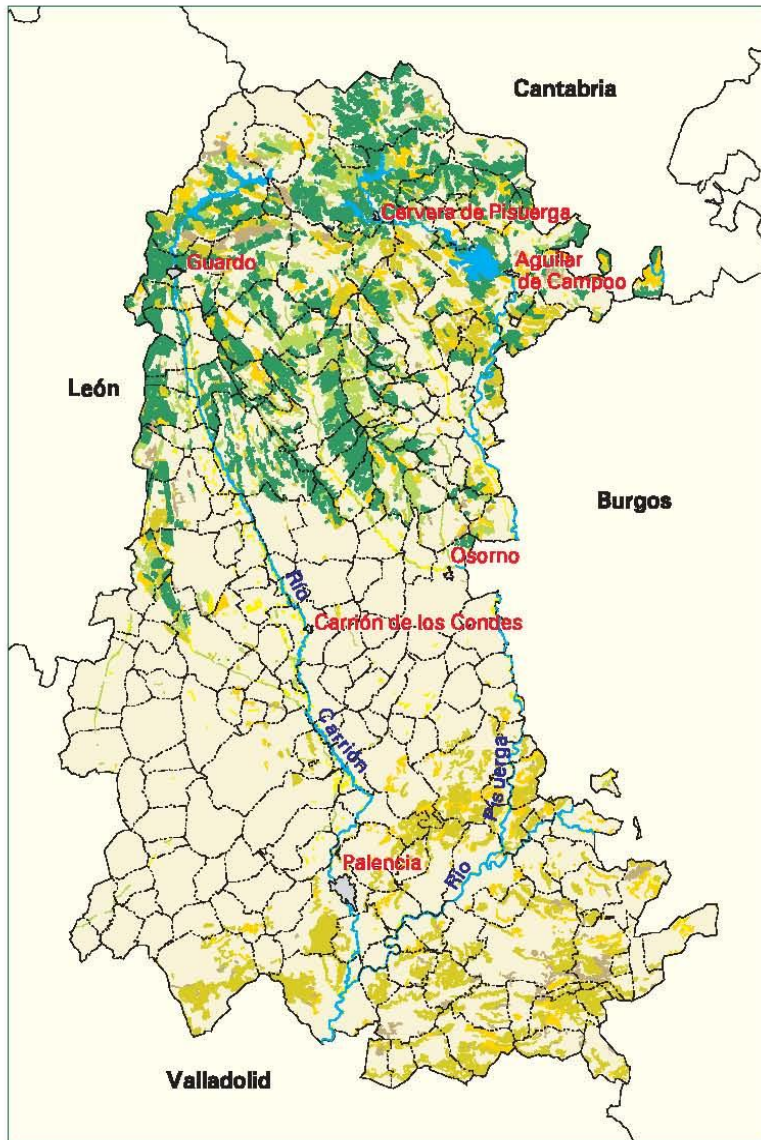 Cantabria
Cervera de Pisuerga
Guardo
Aguilar
de Campoo
León
Burgos
Osorno
Río
Carrión de los Condes
Carrión
Pisuerga
Palencia
Río
Valladolid